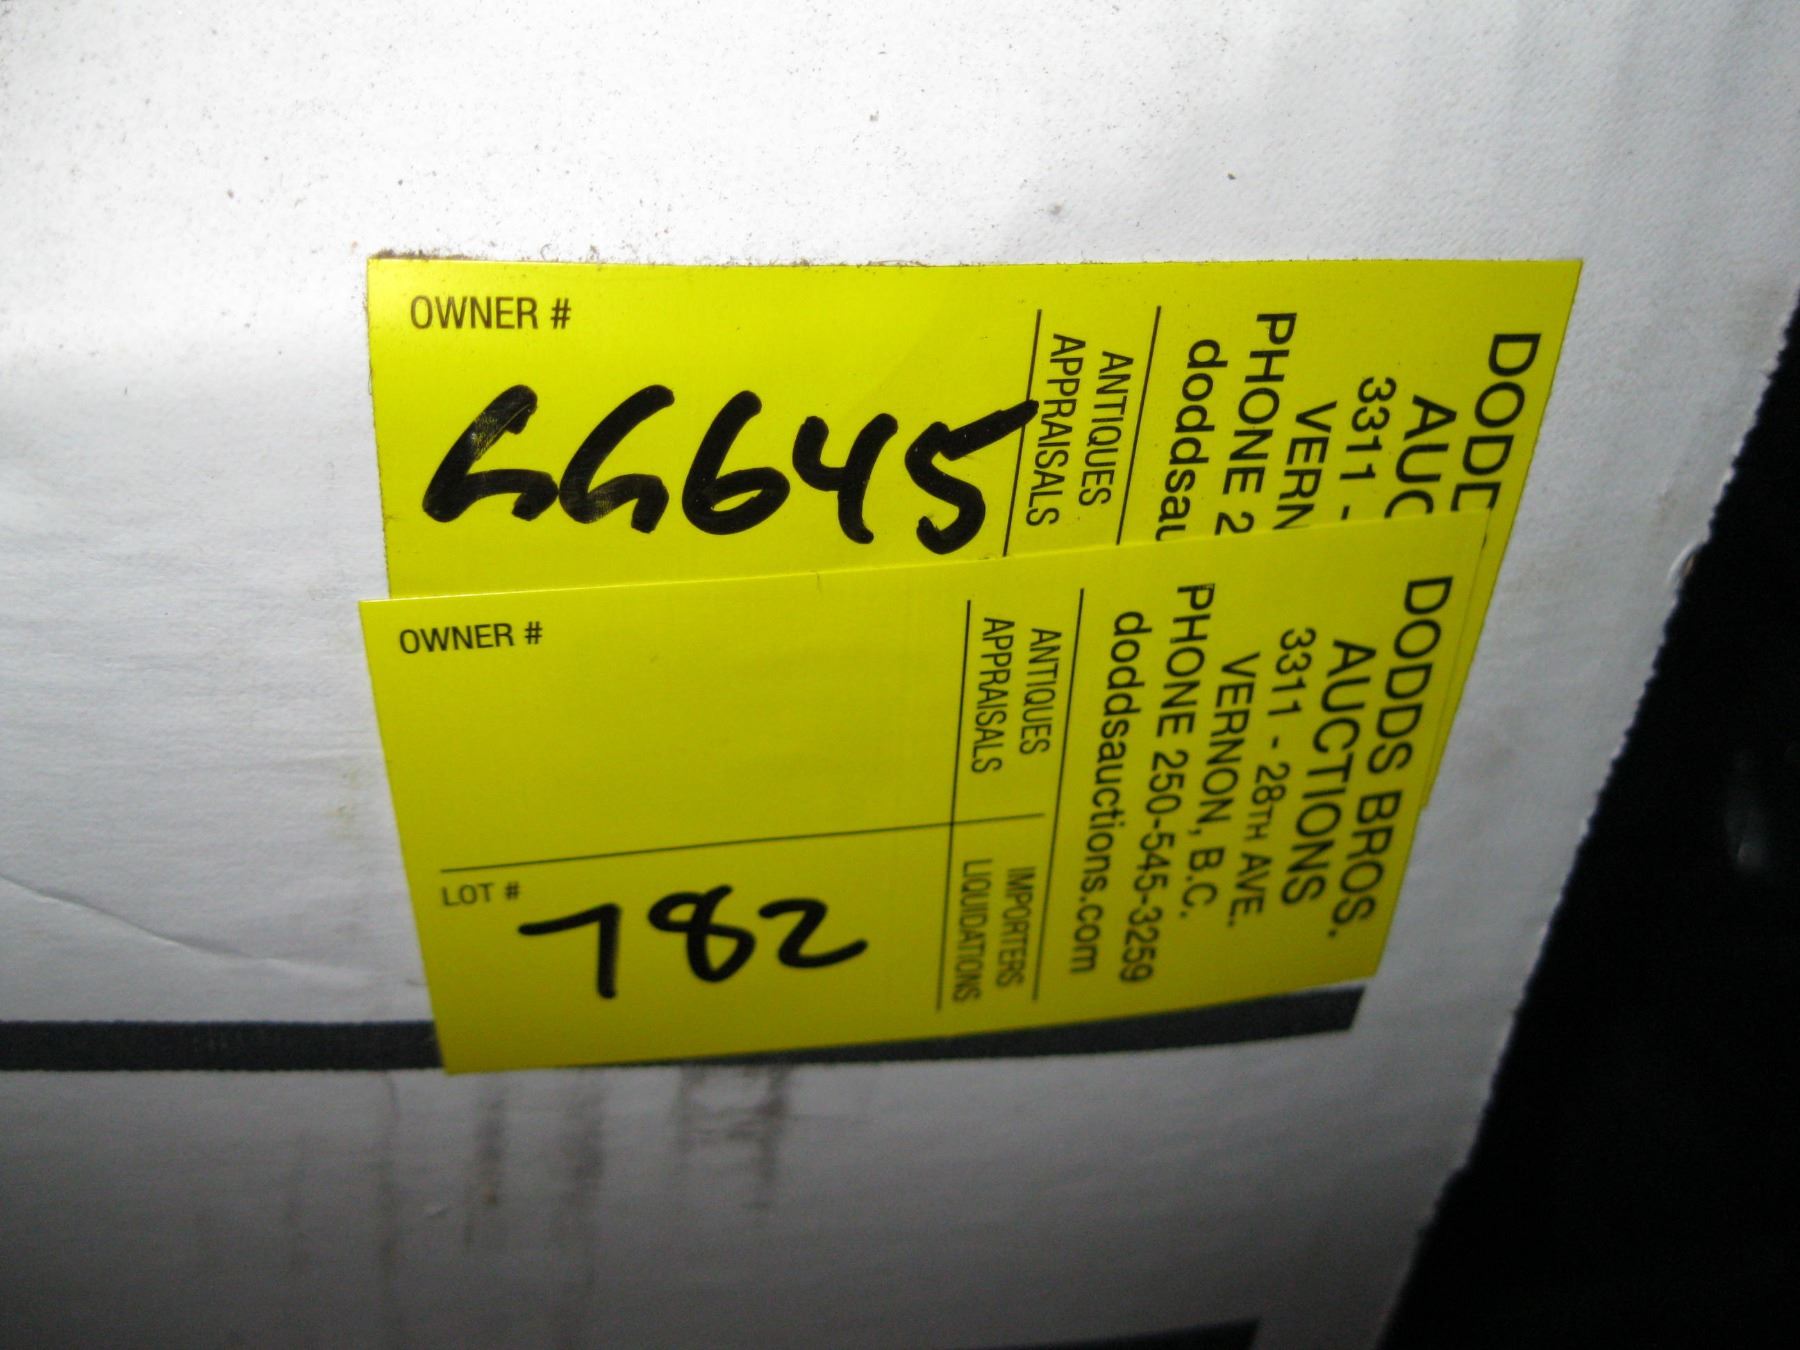 OWNER #
GG645
ANTIQUES
APPRAISALS
DODD
AUC
3311 -
VERN
PHONE 2
doddsau
OWNER #
LOT #
782
DODDS BROS.
AUCTIONS
3311 - 28TH AVE.
VERNON, B.C.
PHONE 250-545-3259
doddsauctions.com
ANTIQUES IMPORTERS
APPRAISALS LIQUIDATIONS